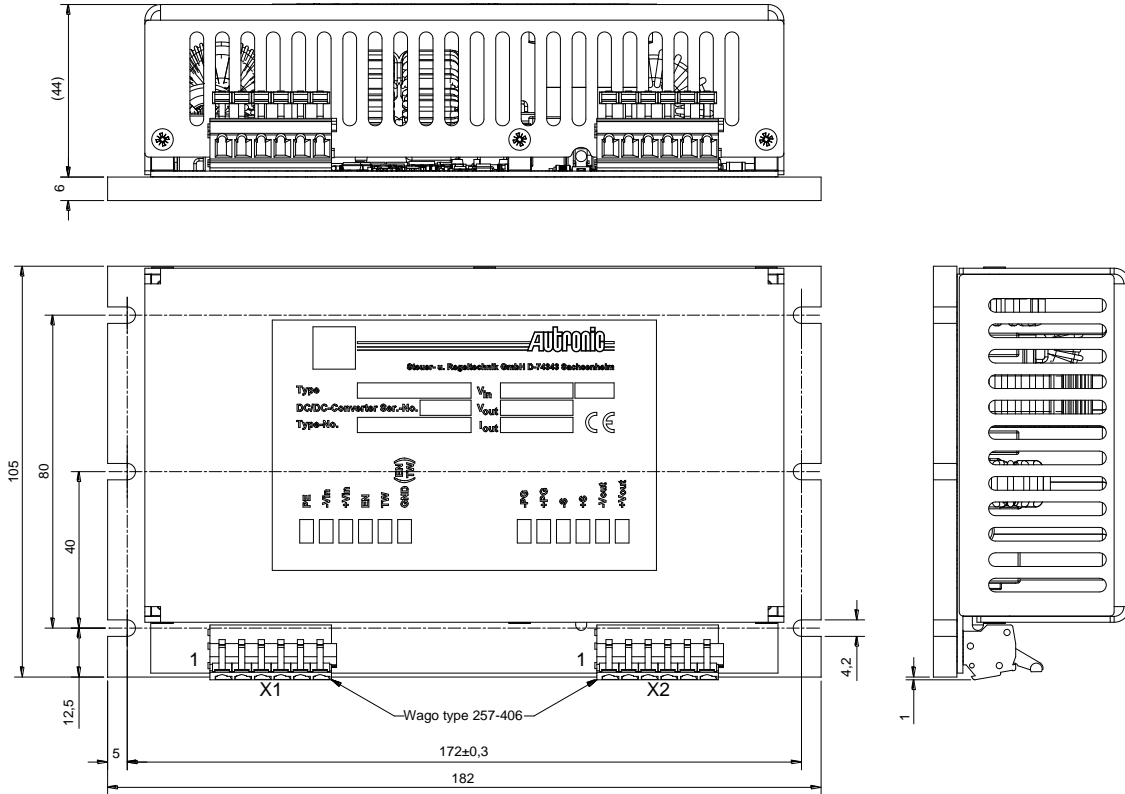 (44)
6
105
80
40
12,5
Autronic
Steuer- u. Regeltechnik GmbH D-74343 Sachsenheim
Type
Vin
DC/DC-Converter Ser.-No.
Vout
Type-No.
Iout
CE
PE
-Vin
+Vin
EN
TW
GND (EN TW)
-PG
+PG
-S
+S
-Vout
+Vout
1
X1
1
X2
Wago type 257-406
4,2
1
5
172±0,3
182